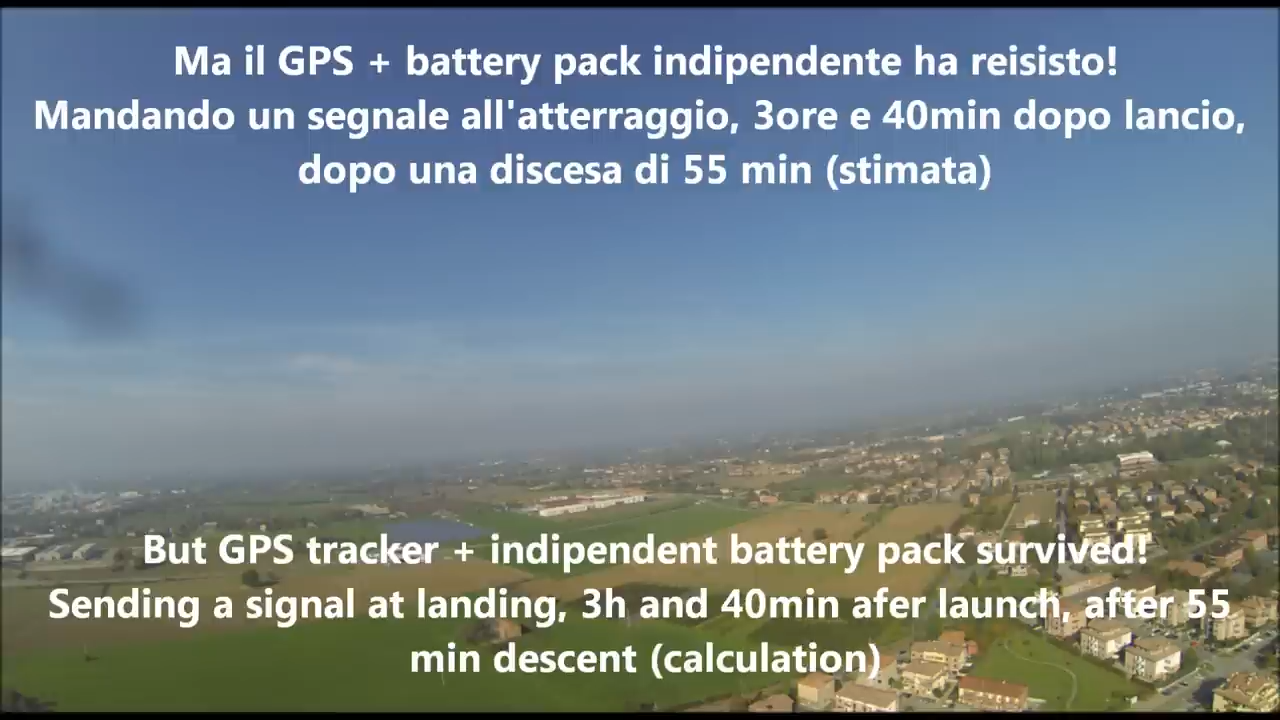 Ma il GPS + battery pack indipendente ha reisisto!
Mandando un segnale all'atterraggio, 3ore e 40min dopo lancio,
dopo una discesa di 55 min (stimata)
But GPS tracker + indipendent battery pack survived!
Sending a signal at landing, 3h and 40min afer launch, after 55
min descent (calculation)